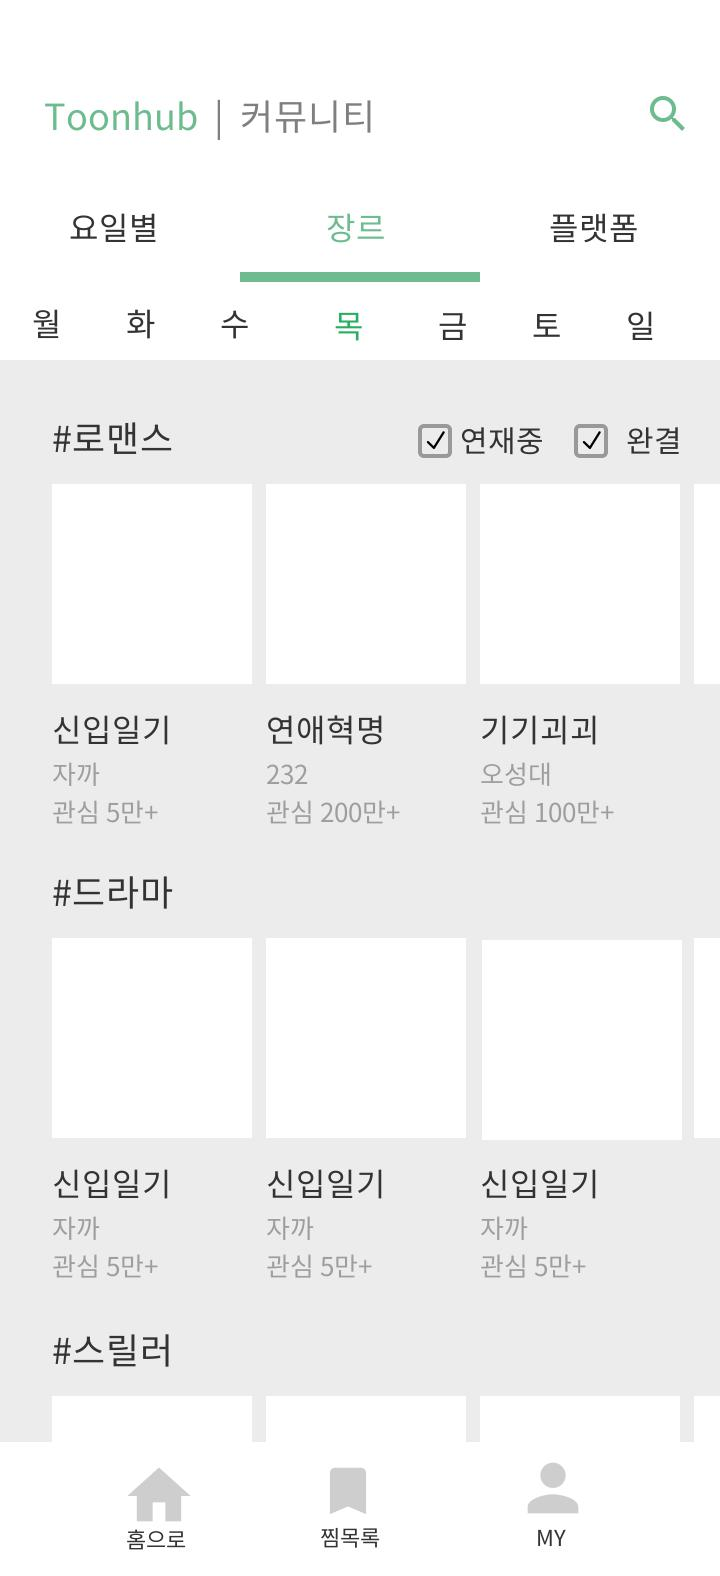 Toonhub | 커뮤니티
요일별 장르 플랫폼
월 화 수 목 금 토 일
#로맨스 연재중 완결
신입일기 연애혁명 기기괴괴
자까 232 오성대
관심 5만+ 관심 200만+ 관심 100만+
#드라마
신입일기 신입일기 신입일기
자까 자까 자까
관심 5만+ 관심 5만+ 관심 5만+
#스릴러
홈으로 찜목록 MY